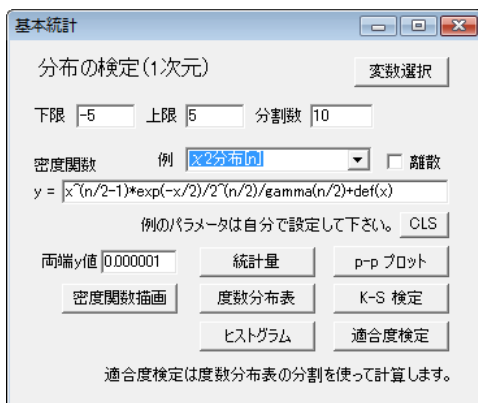 基本統計
分布の検定(1次元) 変数選択
下限 -5 上限 5 分割数 10
密度関数 例 χ2分布[n] 離散
y = x^(n/2-1)*exp(-x/2)/2^(n/2)/gamma(n/2)+def(x)
例のパラメータは自分で設定して下さい。 CLS
両端y値 0.000001 統計量 p-p プロット
密度関数描画 度数分布表 K-S 検定
ヒストグラム 適合度検定
適合度検定は度数分布表の分割を使って計算します。